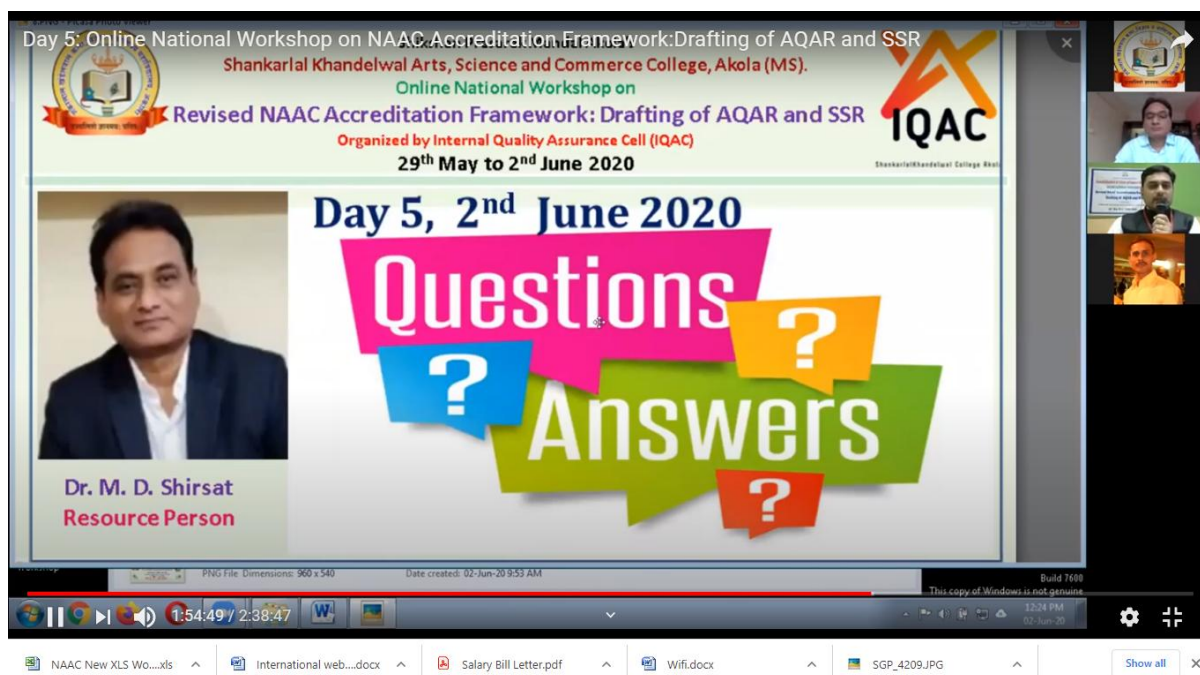 Day 5: Online National Workshop on NAAC Accreditation Framework:Drafting of AQAR and SSR
Shankarlal Khandelwal Arts, Science and Commerce College, Akola (MS).
Online National Workshop on
Revised NAAC Accreditation Framework: Drafting of AQAR and SSR
Organized by Internal Quality Assurance Cell (IQAC)
29th May to 2nd June 2020
IQAC
ShankarlalKhandelwal College Akol
Day 5, 2nd June 2020
Questions
?
?
Answers
?
Dr. M. D. Shirsat
Resource Person
PNG File Dimensions: 960 x 540
Date created: 02-Jun-20 9:53 AM
Build 7600
This copy of Windows is not genuine
1:54:49 / 2:38:47
12:24 PM
02-Jun-20
NAAC New XLS Wo....xls
International web....docx
Salary Bill Letter.pdf
Wifi.docx
SGP_4209.JPG
Show all